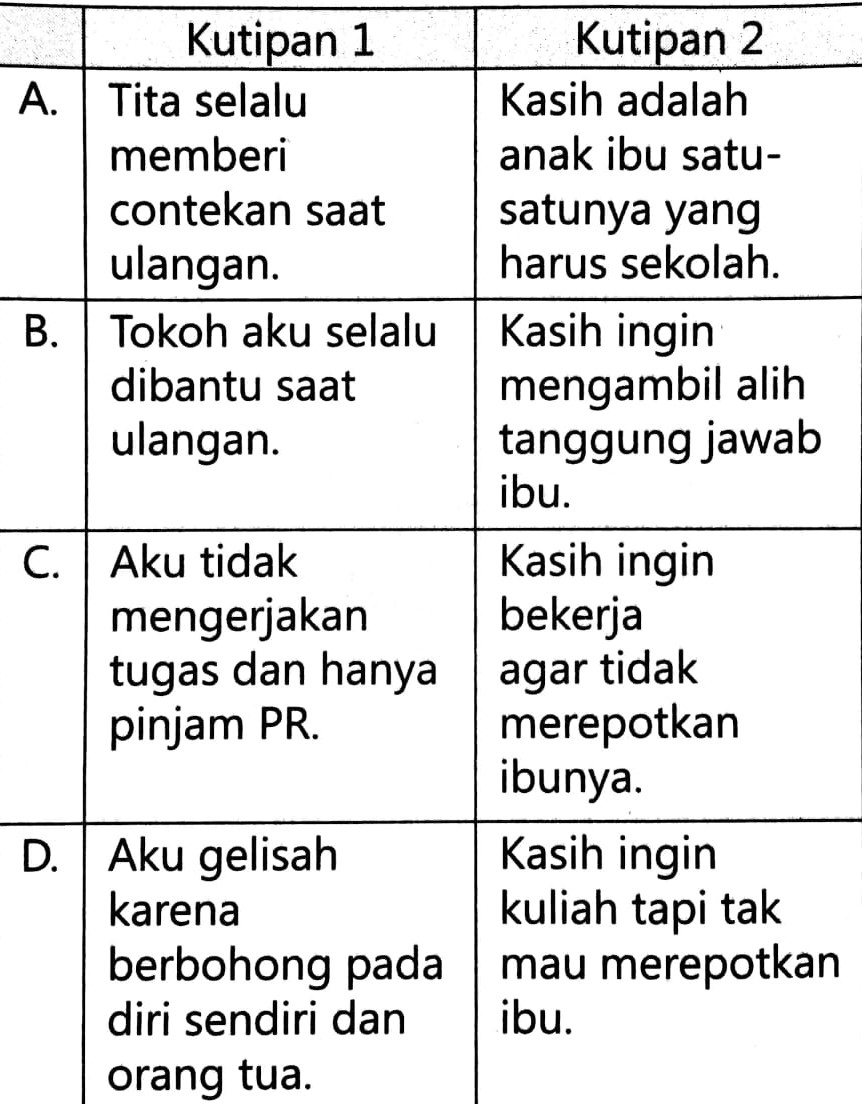 Kutipan 1 Kutipan 2
A. Tita selalu Kasih adalah
memberi anak ibu satu-
contekan saat satunya yang
ulangan. harus sekolah.
B. Tokoh aku selalu Kasih ingin
dibantu saat mengambil alih
ulangan. tanggung jawab
ibu.
C. Aku tidak Kasih ingin
mengerjakan bekerja
tugas dan hanya agar tidak
pinjam PR. merepotkan
ibunya.
D. Aku gelisah Kasih ingin
karena kuliah tapi tak
berbohong pada mau merepotkan
diri sendiri dan ibu.
orang tua.